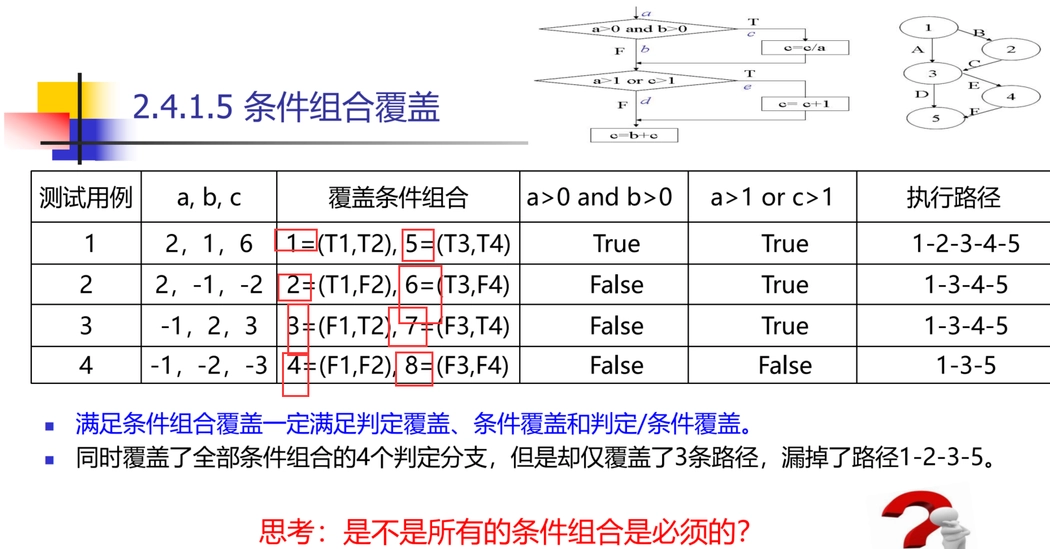 a
a>0 and b>0
T
c
c=c/a
F
b
a>1 or c>1
T
e
c= c+1
F
d
c=b+c
1
B
A
2
C
3
E
D
4
F
5
2.4.1.5 条件组合覆盖
测试用例 a, b, c 覆盖条件组合 a>0 and b>0 a>1 or c>1 执行路径
1 2，1，6 1=(T1,T2), 5=(T3,T4) True True 1-2-3-4-5
2 2，-1，-2 2=(T1,F2), 6=(T3,F4) False True 1-3-4-5
3 -1，2，3 3=(F1,T2), 7=(F3,T4) False True 1-3-4-5
4 -1，-2，-3 4=(F1,F2), 8=(F3,F4) False False 1-3-5
满足条件组合覆盖一定满足判定覆盖、条件覆盖和判定/条件覆盖。
同时覆盖了全部条件组合的4个判定分支，但是却仅覆盖了3条路径，漏掉了路径1-2-3-5。
思考：是不是所有的条件组合是必须的？